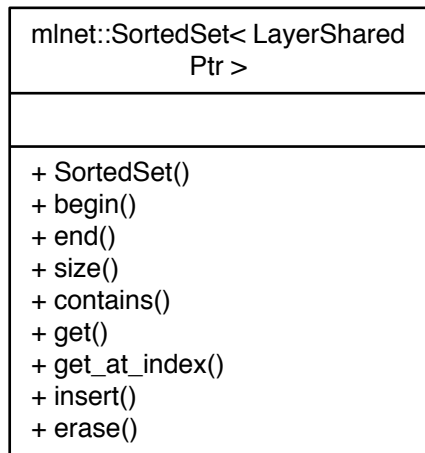 mlnet::SortedSet< LayerShared
Ptr >
+ SortedSet()
+ begin()
+ end()
+ size()
+ contains()
+ get()
+ get_at_index()
+ insert()
+ erase()